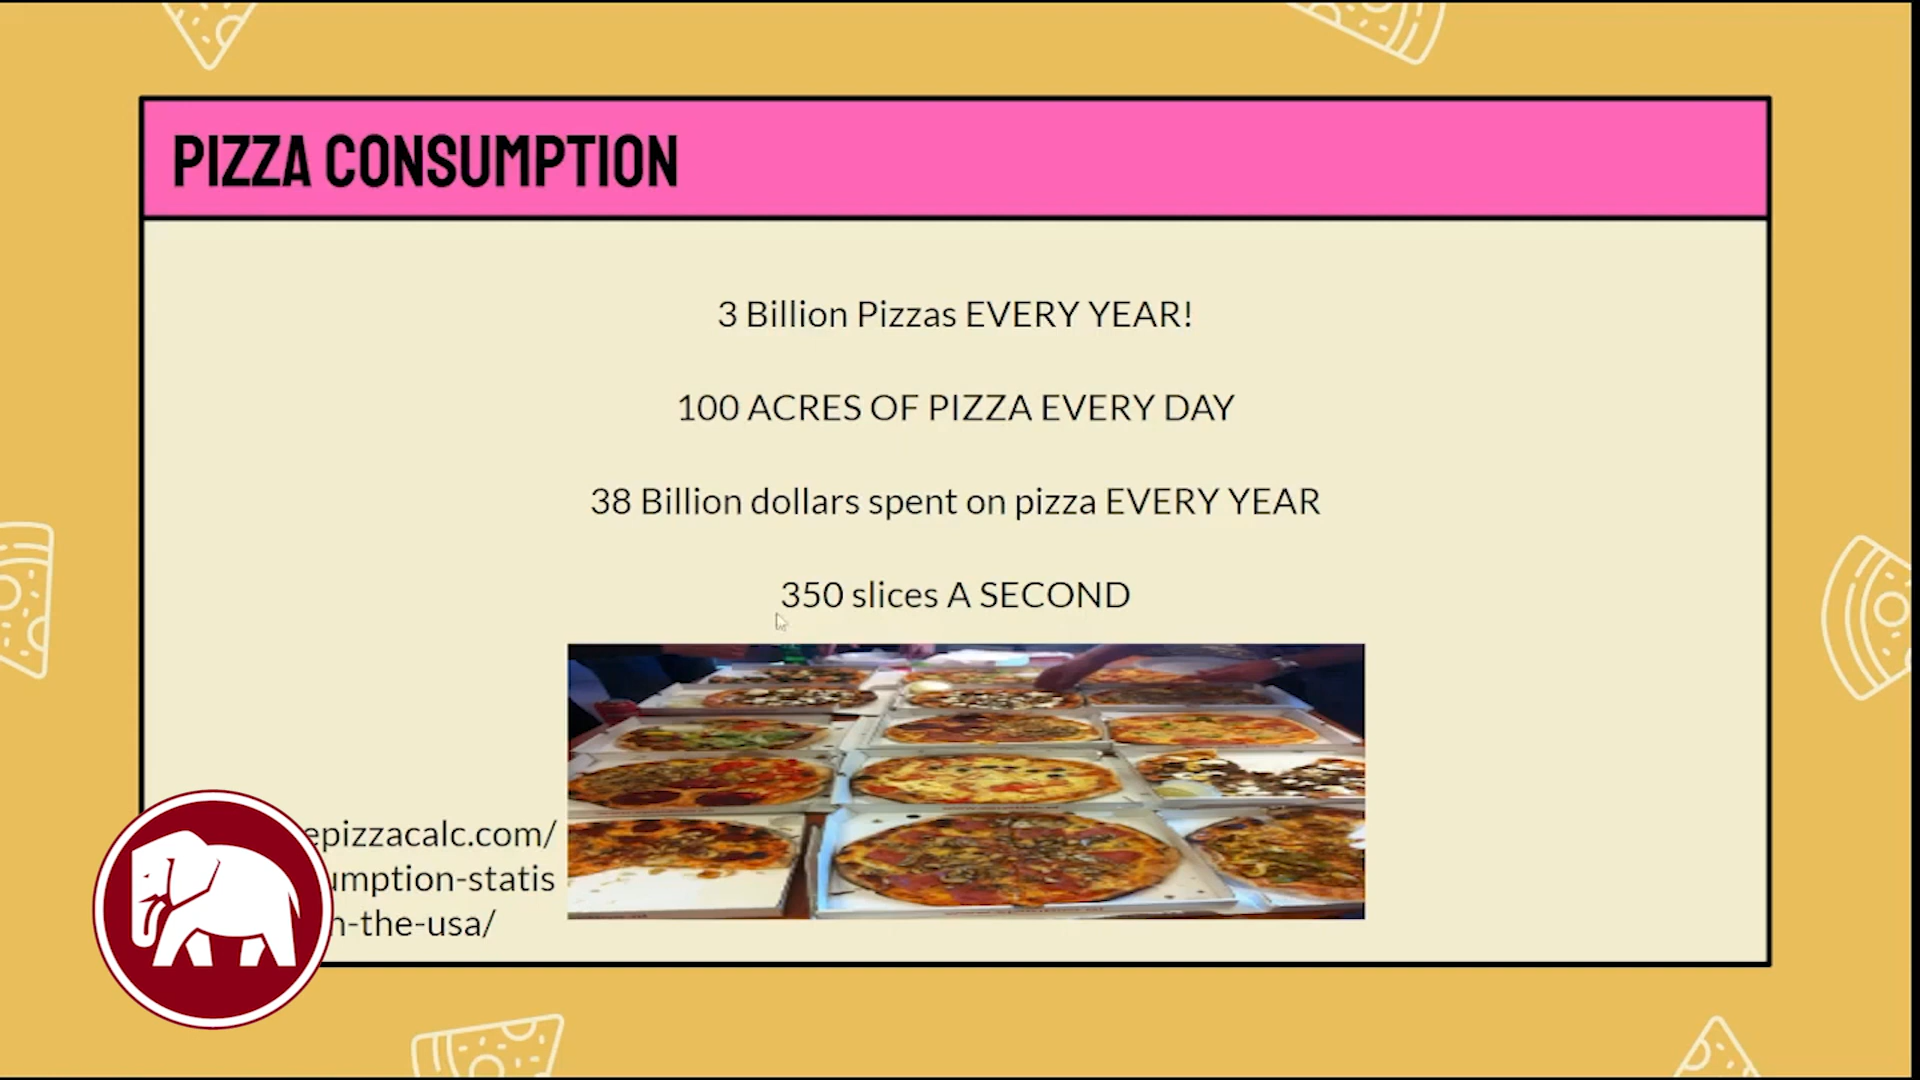 PIZZA CONSUMPTION
3 Billion Pizzas EVERY YEAR!
100 ACRES OF PIZZA EVERY DAY
38 Billion dollars spent on pizza EVERY YEAR
350 slices A SECOND
epizzacalc.com/
umption-statis
n-the-usa/